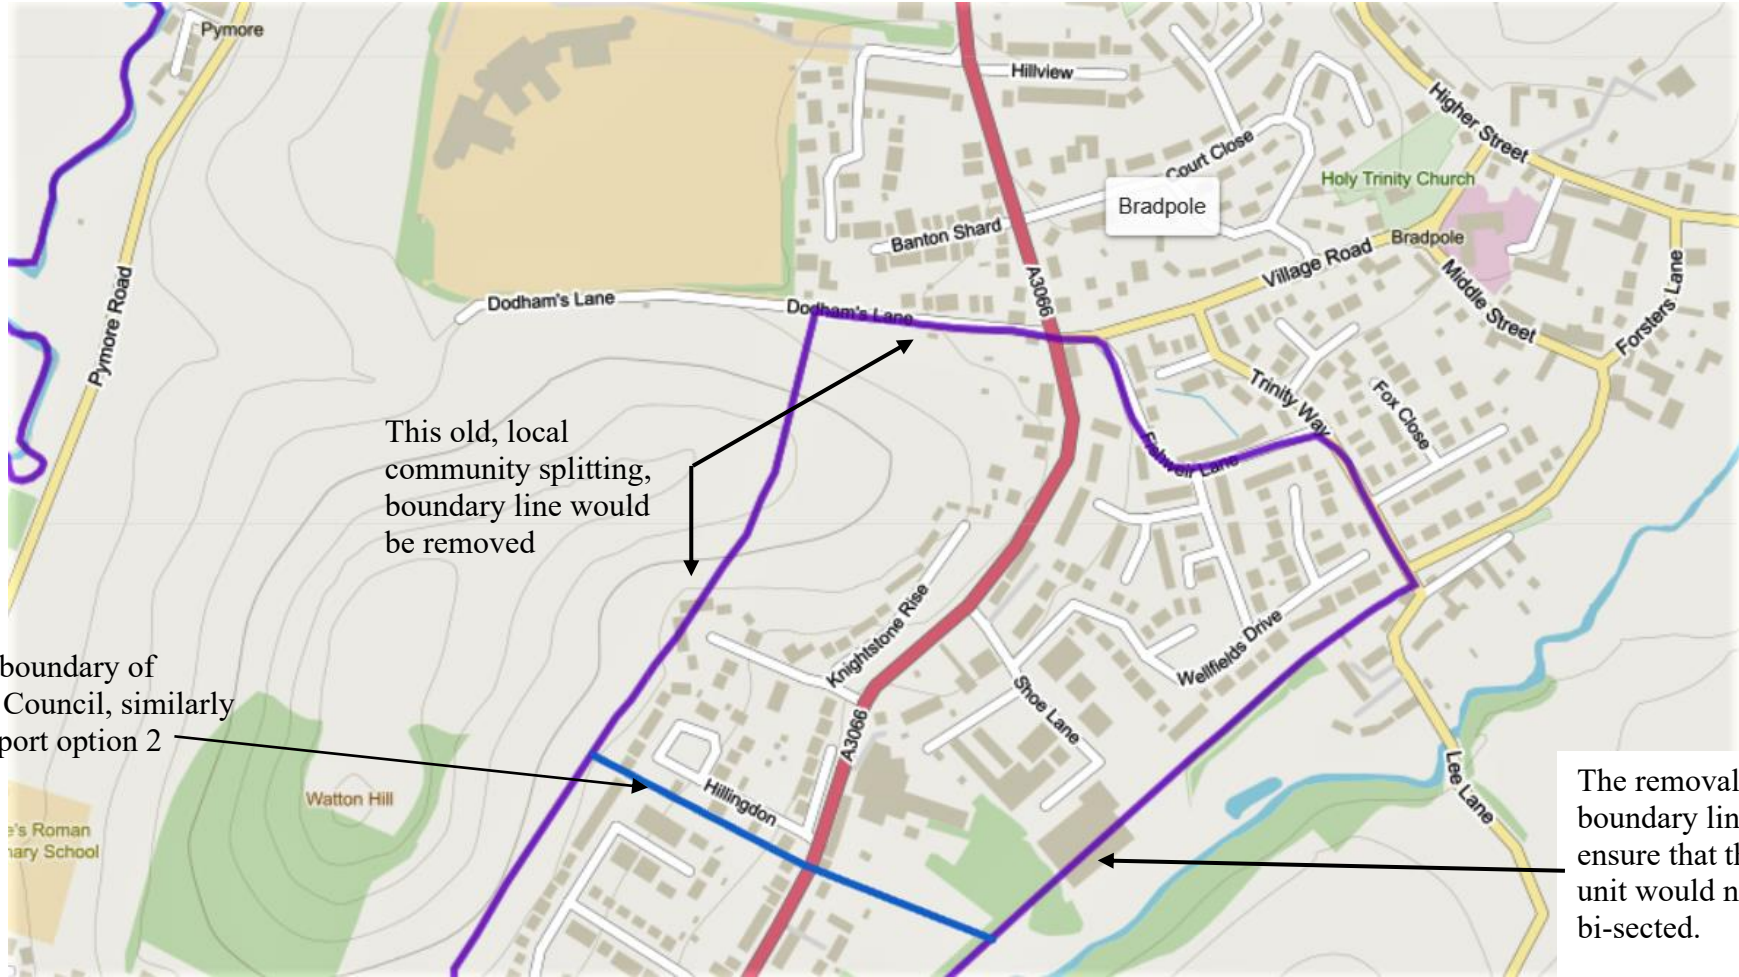 Pymore
Hillview
Higher Street
Court Close
Holy Trinity Church
Bradpole
Banton Shard
Bradpole
Village Road
A3066
Middle Street
Forsters Lane
Pymore Road
Dodham's Lane
Dodham's Lane
Trinity Way
Fox Close
Fishweir Lane
This old, local
community splitting,
boundary line would
be removed
Knightstone Rise
Wellfields Drive
Shoe Lane
boundary of
Council, similarly
port option 2
A3066
Hillingdon
Watton Hill
Lee Lane
e's Roman
ary School
The removal
boundary lin
ensure that th
unit would n
bi-sected.